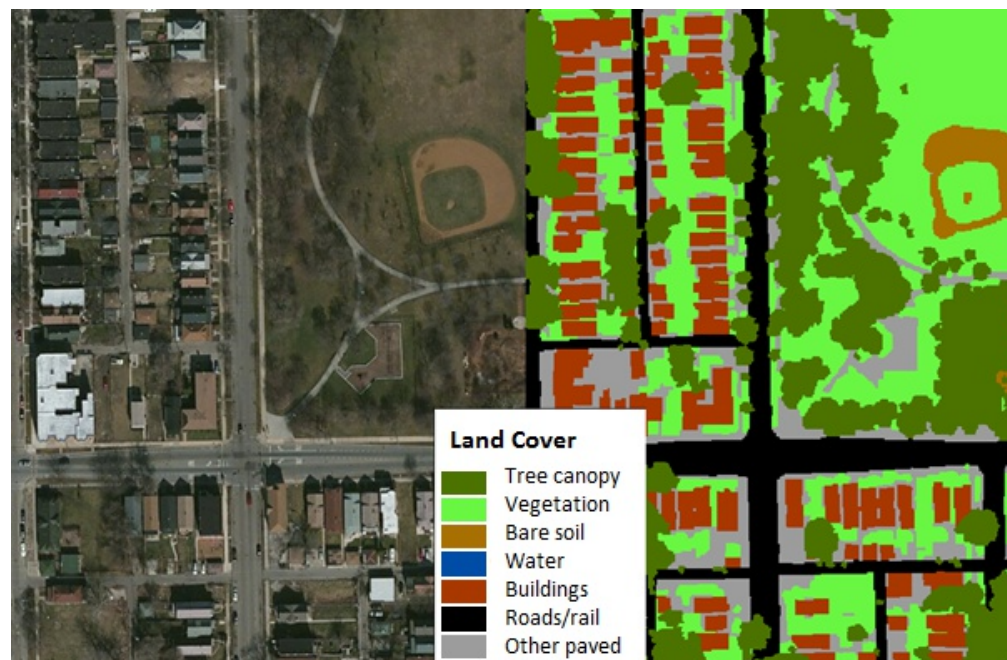 Land Cover
Tree canopy
Vegetation
Bare soil
Water
Buildings
Roads/rail
Other paved